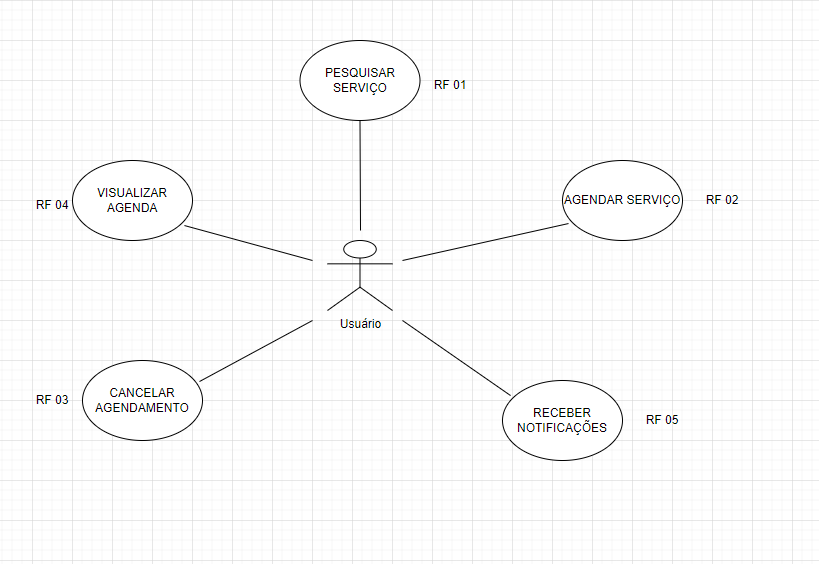 PESQUISAR
SERVIÇO
RF 01
VISUALIZAR
AGENDA
RF 04
AGENDAR SERVIÇO
RF 02
Usuário
CANCELAR
AGENDAMENTO
RF 03
RECEBER
NOTIFICAÇÕES
RF 05